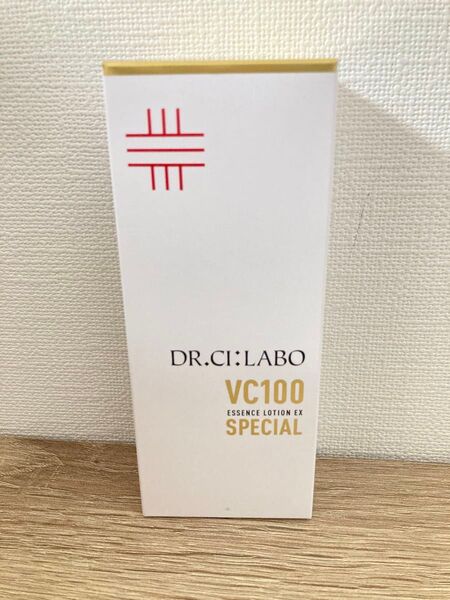 DR.CI:LABO
VC100
ESSENCE LOTION EX
SPECIAL